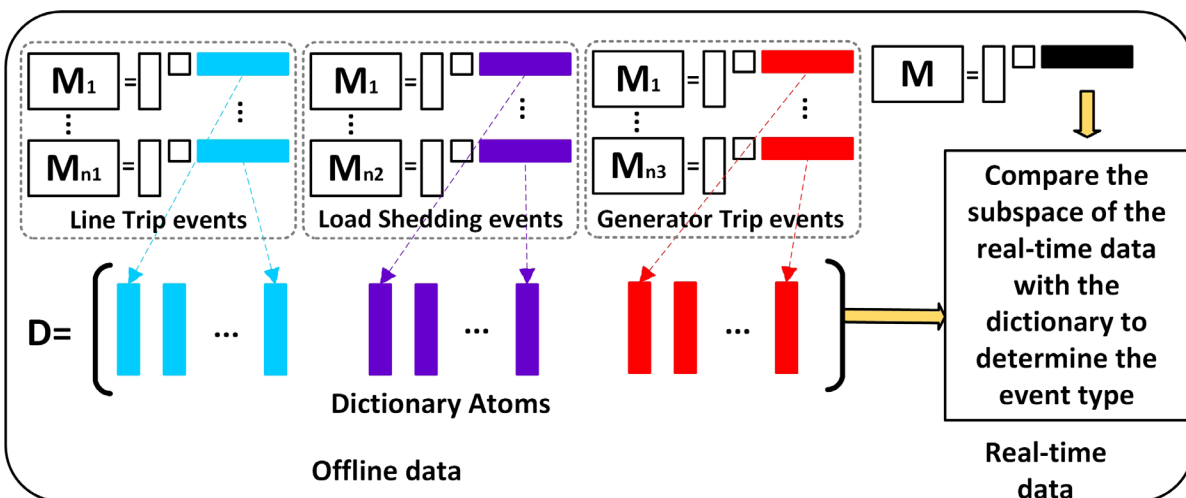 M1 =
⋮ ⋮
Mn1 =
Line Trip events
M1 =
⋮ ⋮
Mn2 =
Load Shedding events
M1 =
⋮ ⋮
Mn3 =
Generator Trip events
M =
Compare the
subspace of the
real-time data
with the
dictionary to
determine the
event type
D=
... ... ...
Dictionary Atoms
Offline data
Real-time
data